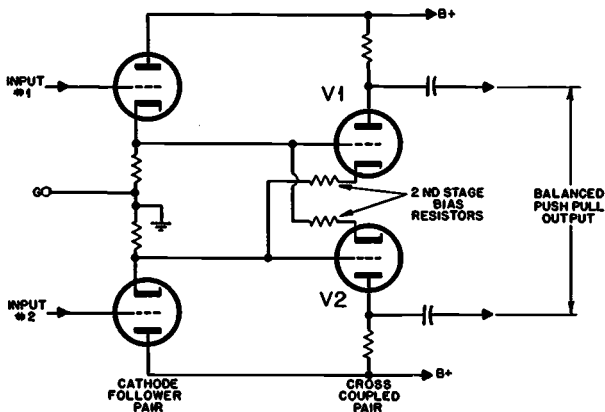 B+
INPUT
#1
V1
G
2 ND STAGE
BIAS
RESISTORS
BALANCED
PUSH PULL
OUTPUT
INPUT
#2
V2
B+
CATHODE
FOLLOWER
PAIR
CROSS
COUPLED
PAIR